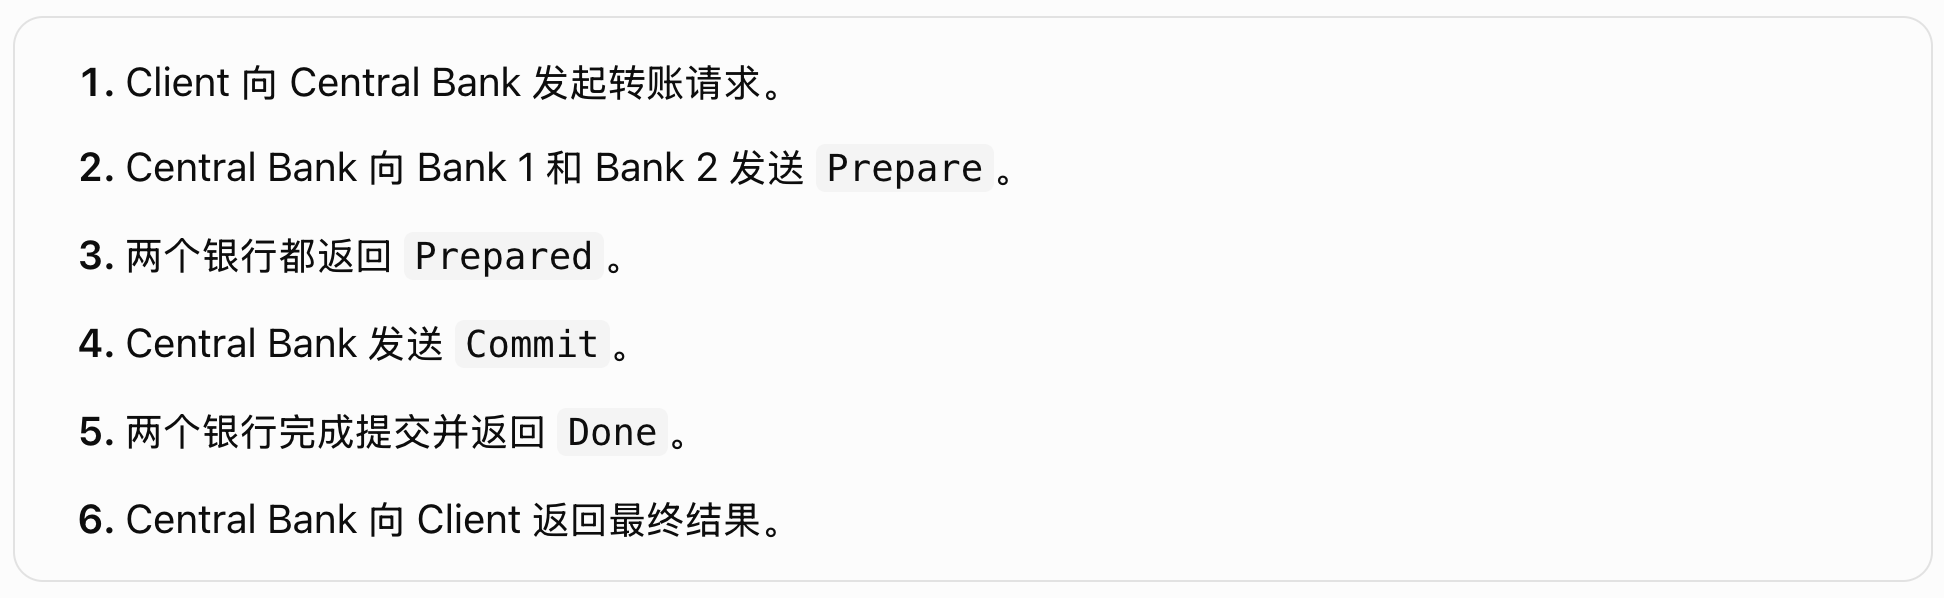 1. Client 向 Central Bank 发起转账请求。
2. Central Bank 向 Bank 1 和 Bank 2 发送 Prepare。
3. 两个银行都返回 Prepared。
4. Central Bank 发送 Commit。
5. 两个银行完成提交并返回 Done。
6. Central Bank 向 Client 返回最终结果。